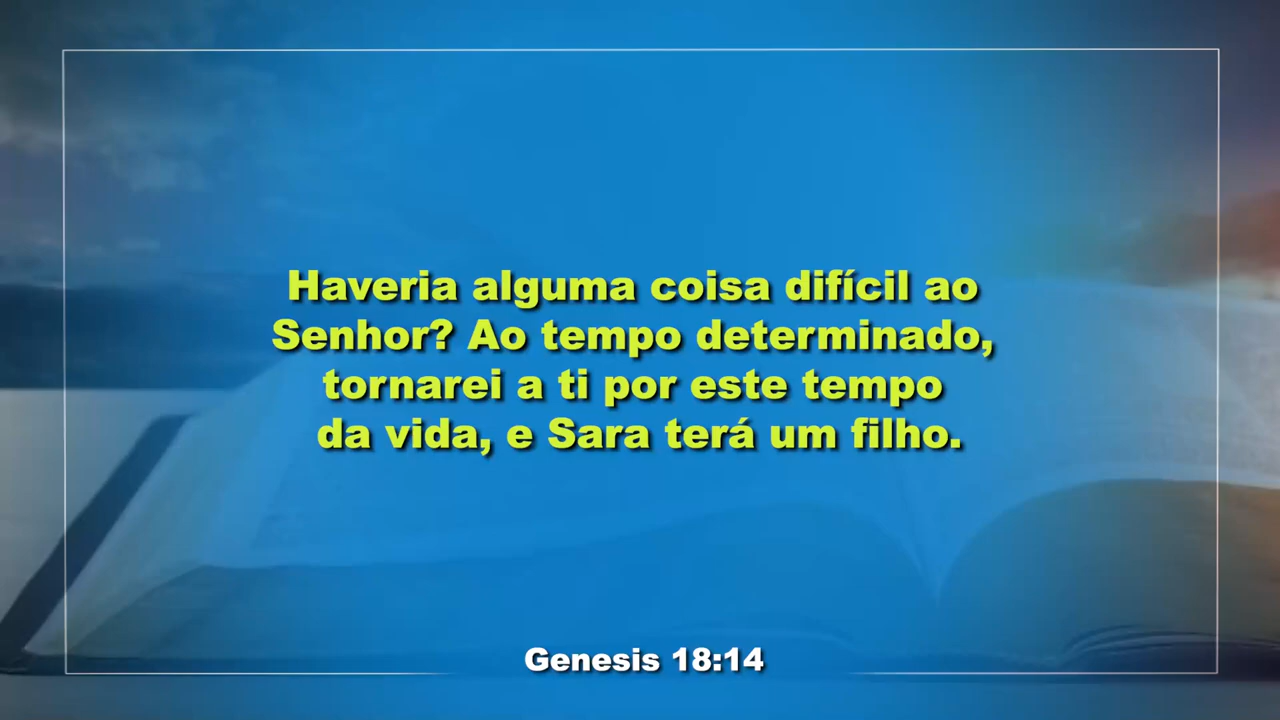 Haveria alguma coisa difícil ao
Senhor? Ao tempo determinado,
tornarei a ti por este tempo
da vida, e Sara terá um filho.
Genesis 18:14